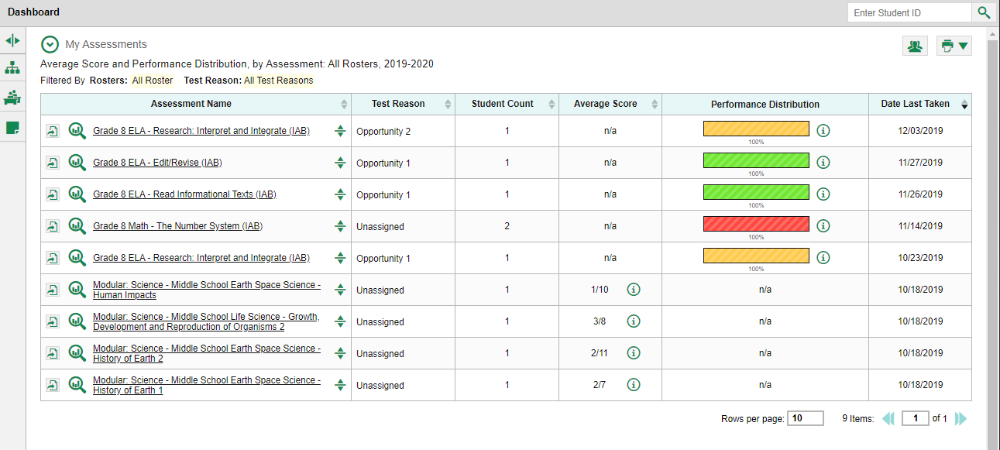 Dashboard
Enter Student ID
My Assessments
Average Score and Performance Distribution, by Assessment: All Rosters, 2019-2020
Filtered By Rosters: All Roster Test Reason: All Test Reasons
Assessment Name Test Reason Student Count Average Score Performance Distribution Date Last Taken
Grade 8 ELA - Research: Interpret and Integrate (IAB) Opportunity 2 1 n/a 12/03/2019
100%
Grade 8 ELA - Edit/Revise (IAB) Opportunity 1 1 n/a 11/27/2019
100%
Grade 8 ELA - Read Informational Texts (IAB) Opportunity 1 1 n/a 11/26/2019
100%
Grade 8 Math - The Number System (IAB) Unassigned 2 n/a 11/14/2019
100%
Grade 8 ELA - Research: Interpret and Integrate (IAB) Opportunity 1 1 n/a 10/23/2019
100%
Modular: Science - Middle School Earth Space Science -
Human Impacts
Unassigned 1 1/10 n/a 10/18/2019
Modular: Science - Middle School Life Science - Growth,
Development and Reproduction of Organisms 2
Unassigned 1 3/8 n/a 10/18/2019
Modular: Science - Middle School Earth Space Science -
History of Earth 2
Unassigned 1 2/11 n/a 10/18/2019
Modular: Science - Middle School Earth Space Science -
History of Earth 1
Unassigned 1 2/7 n/a 10/18/2019
Rows per page: 10 9 Items: 1 of 1